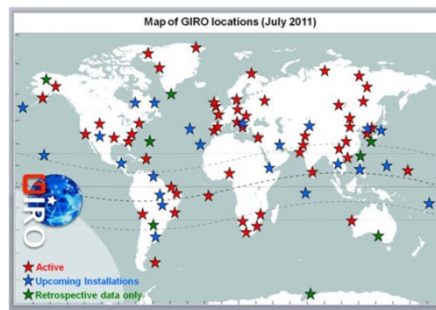 Map of GIRO locations (July 2011)
GIRO
Active
Upcoming Installations
Retrospective data only